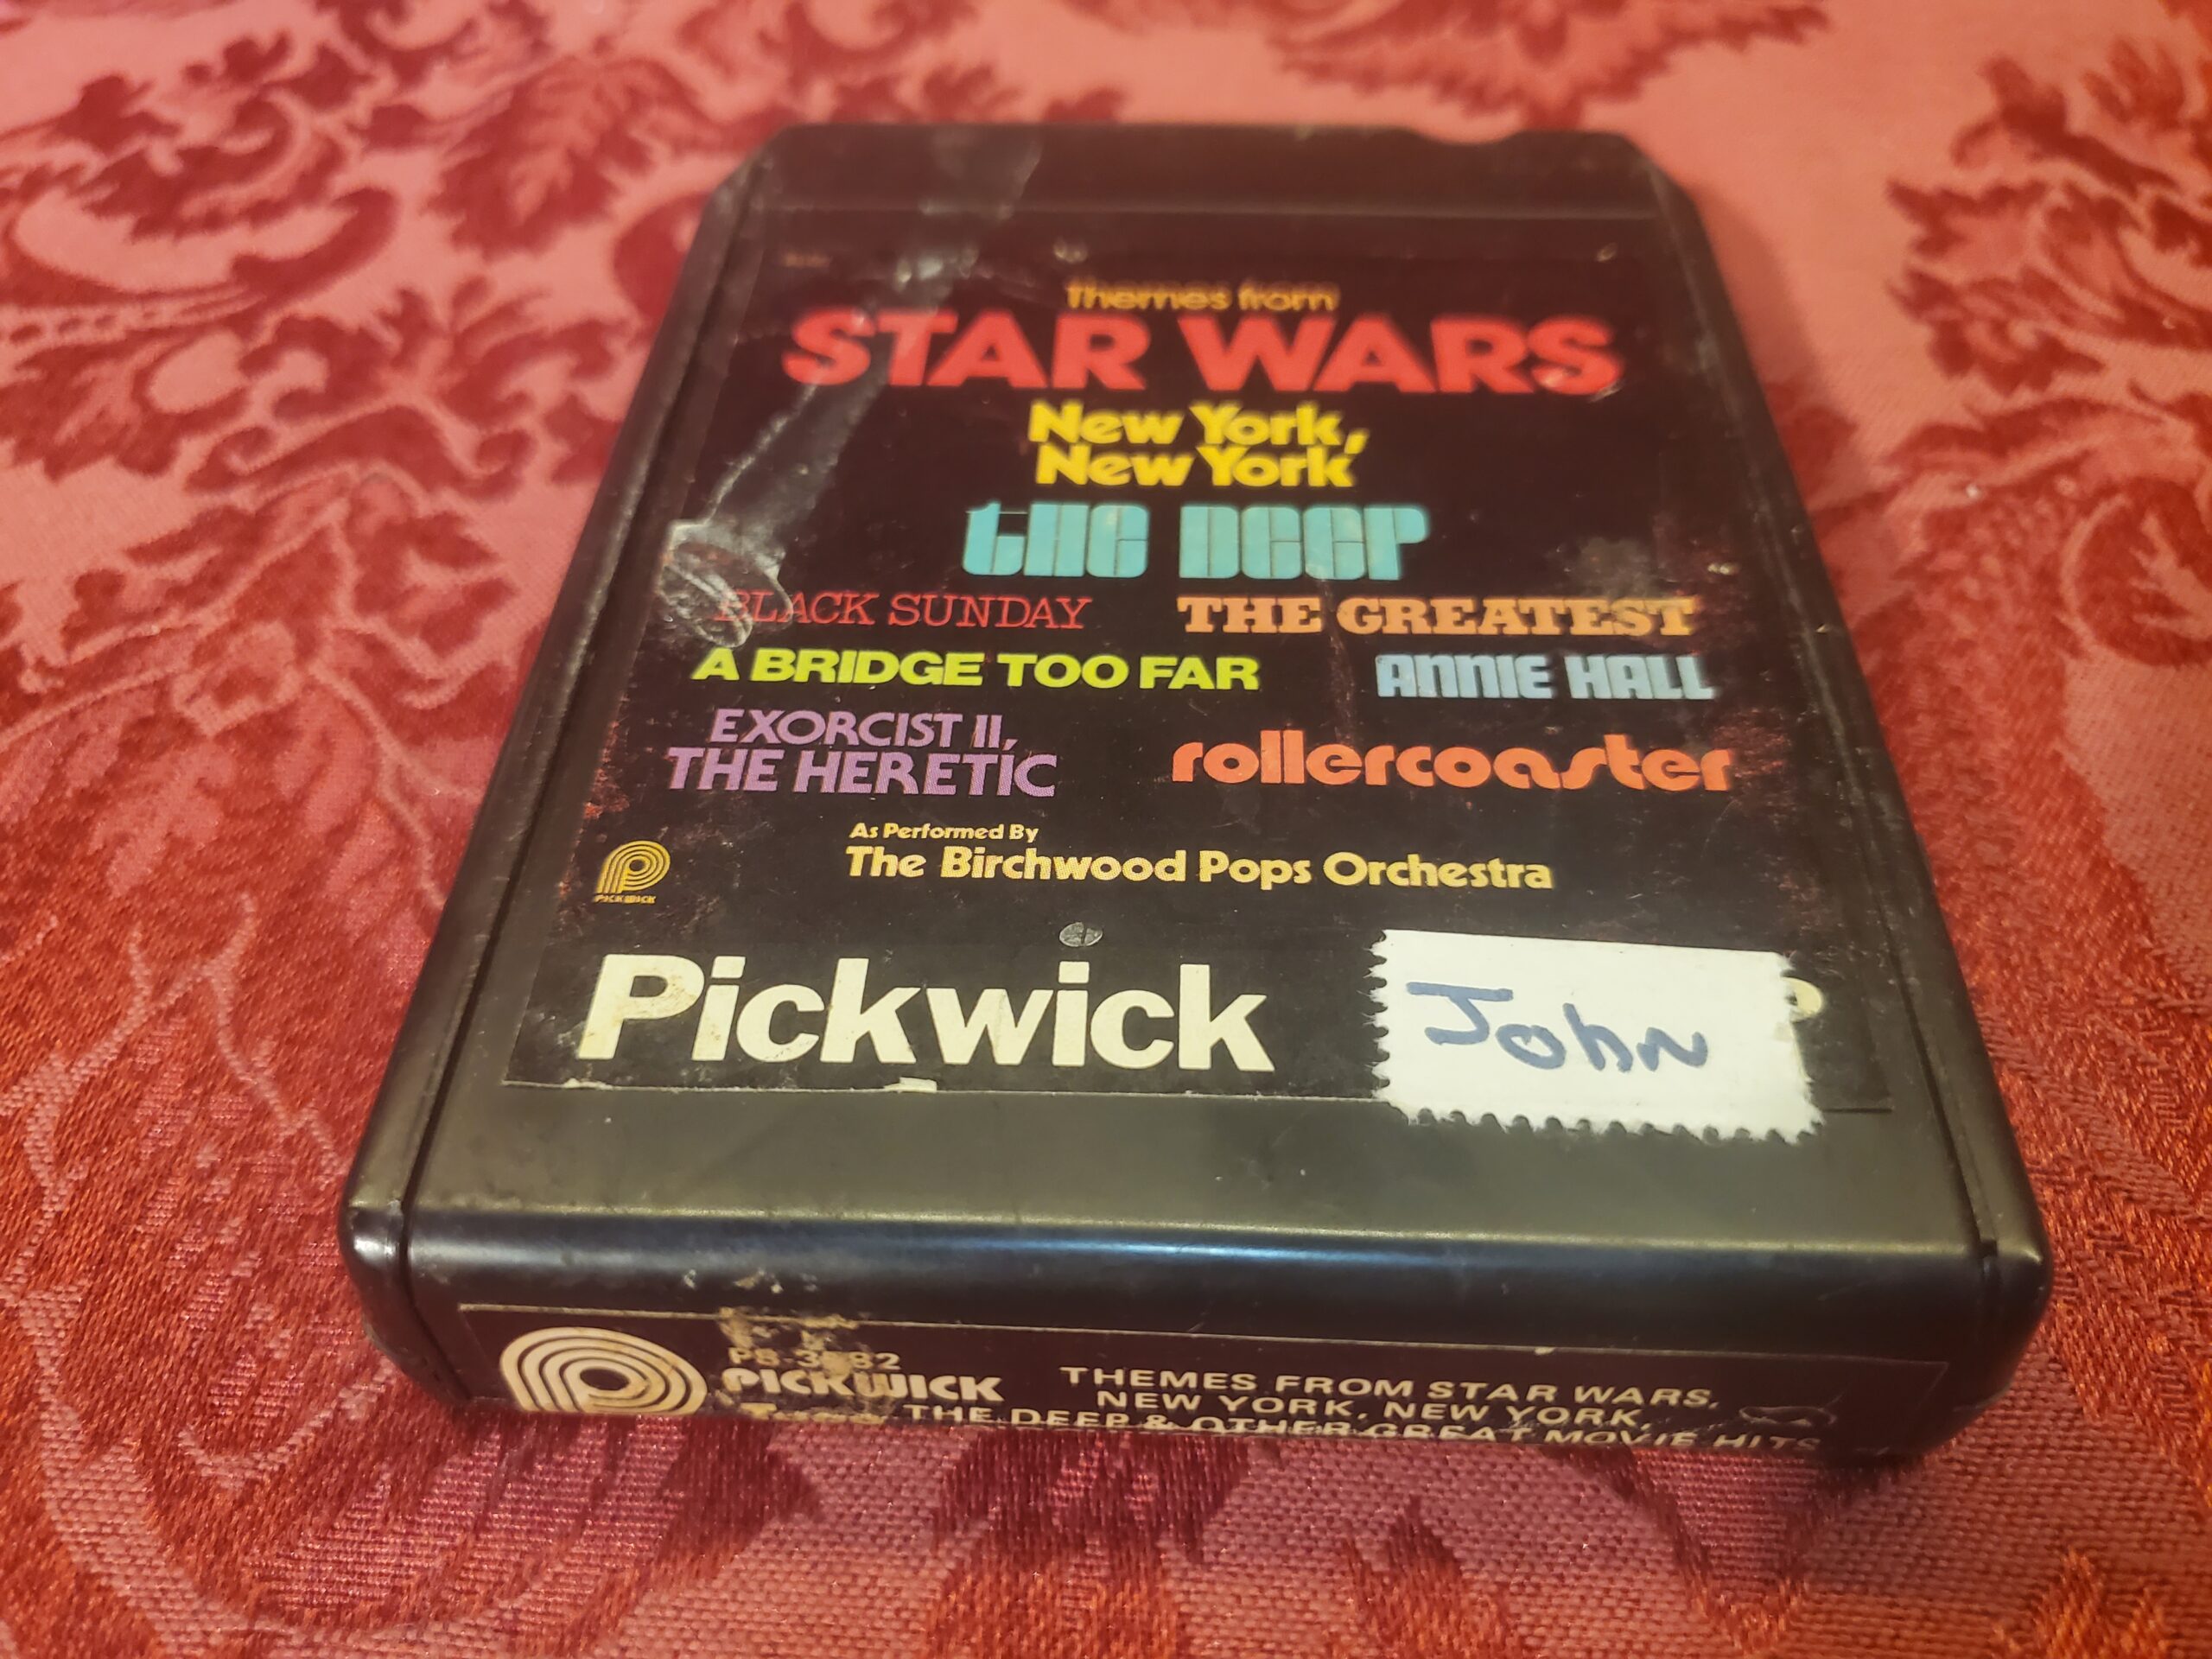 themes from
STAR WARS
New York,
New York
THE DEEP
BLACK SUNDAY
THE GREATEST
A BRIDGE TOO FAR
ANNIE HALL
EXORCIST II,
THE HERETIC
rollercoaster
As Performed By
The Birchwood Pops Orchestra
PICKWICK
Pickwick
John
PICKWICK
THEMES FROM STAR WARS,
NEW YORK, NEW YORK,
THE DEEP & OTHER GREAT MOVIE HITS